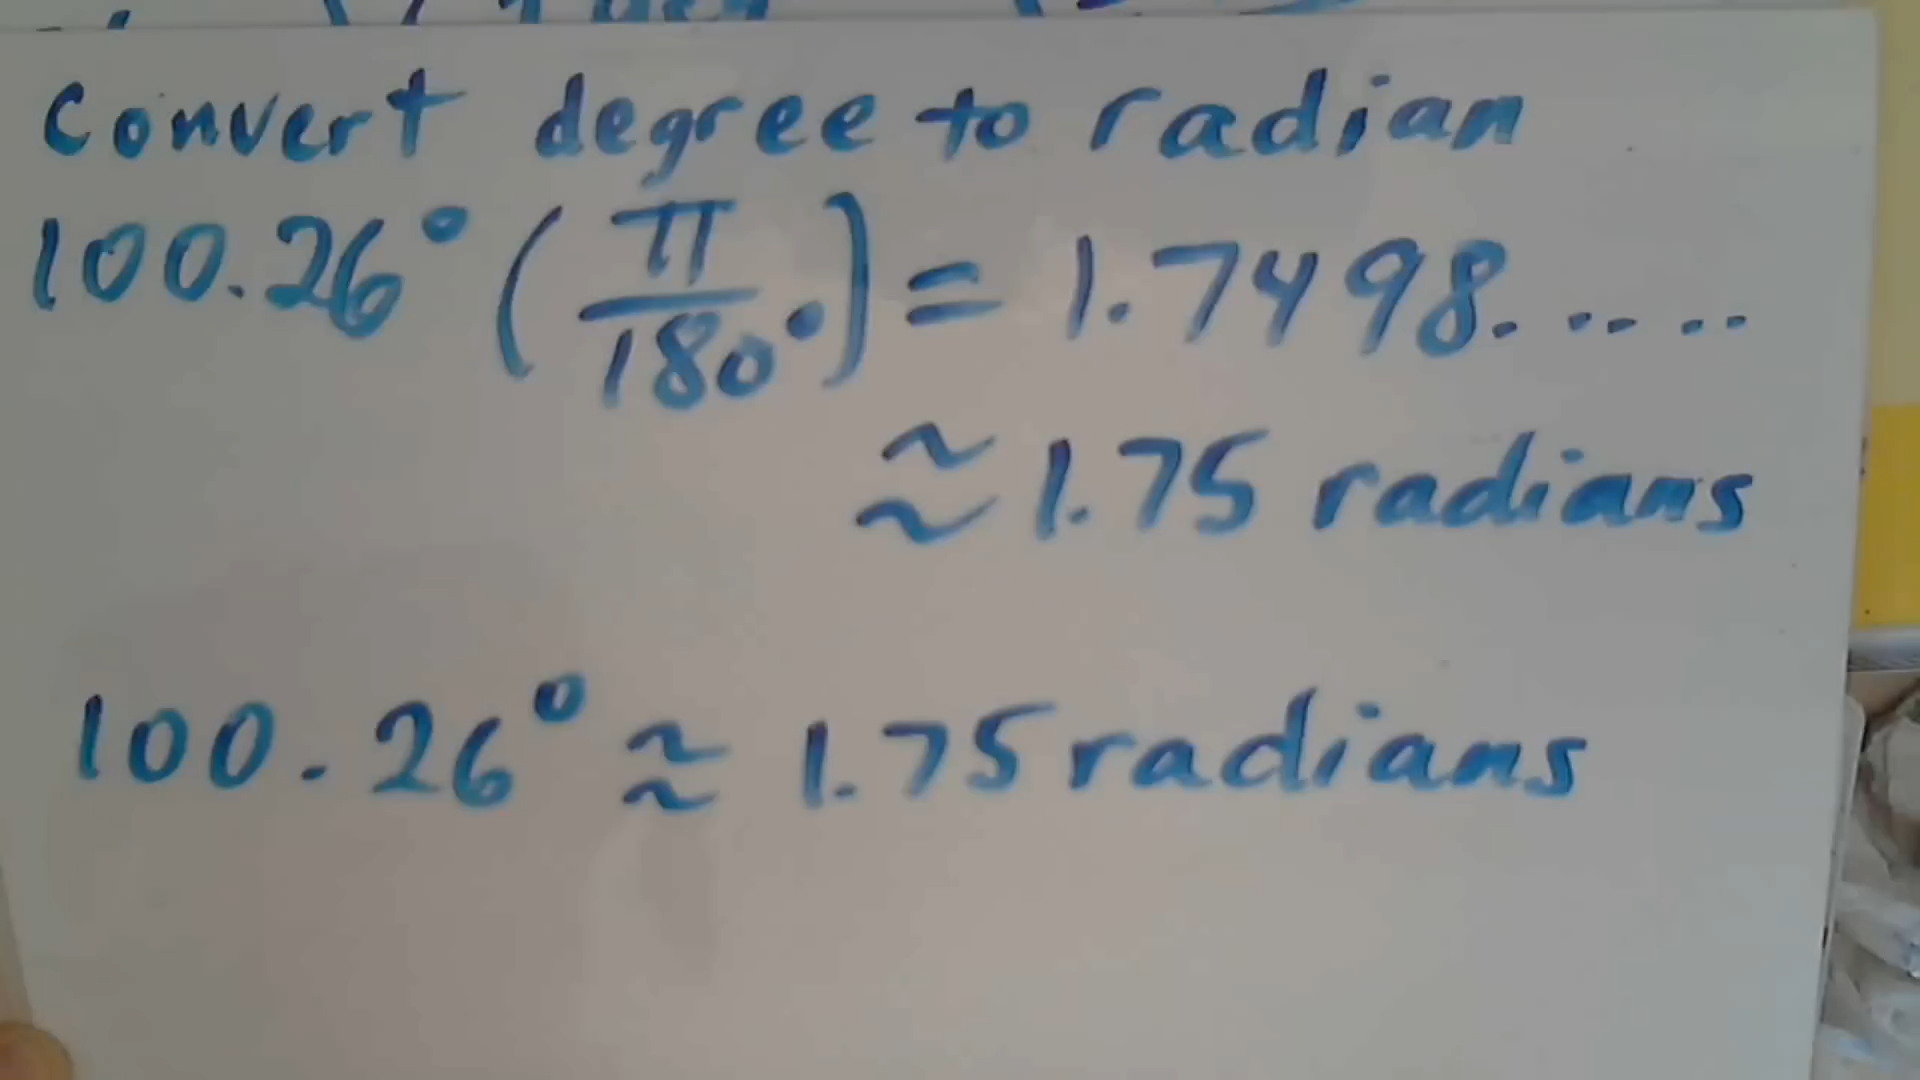 Convert degree to radian
100.26° (π/180°) = 1.7498.....
≈ 1.75 radians
100.26° ≈ 1.75 radians